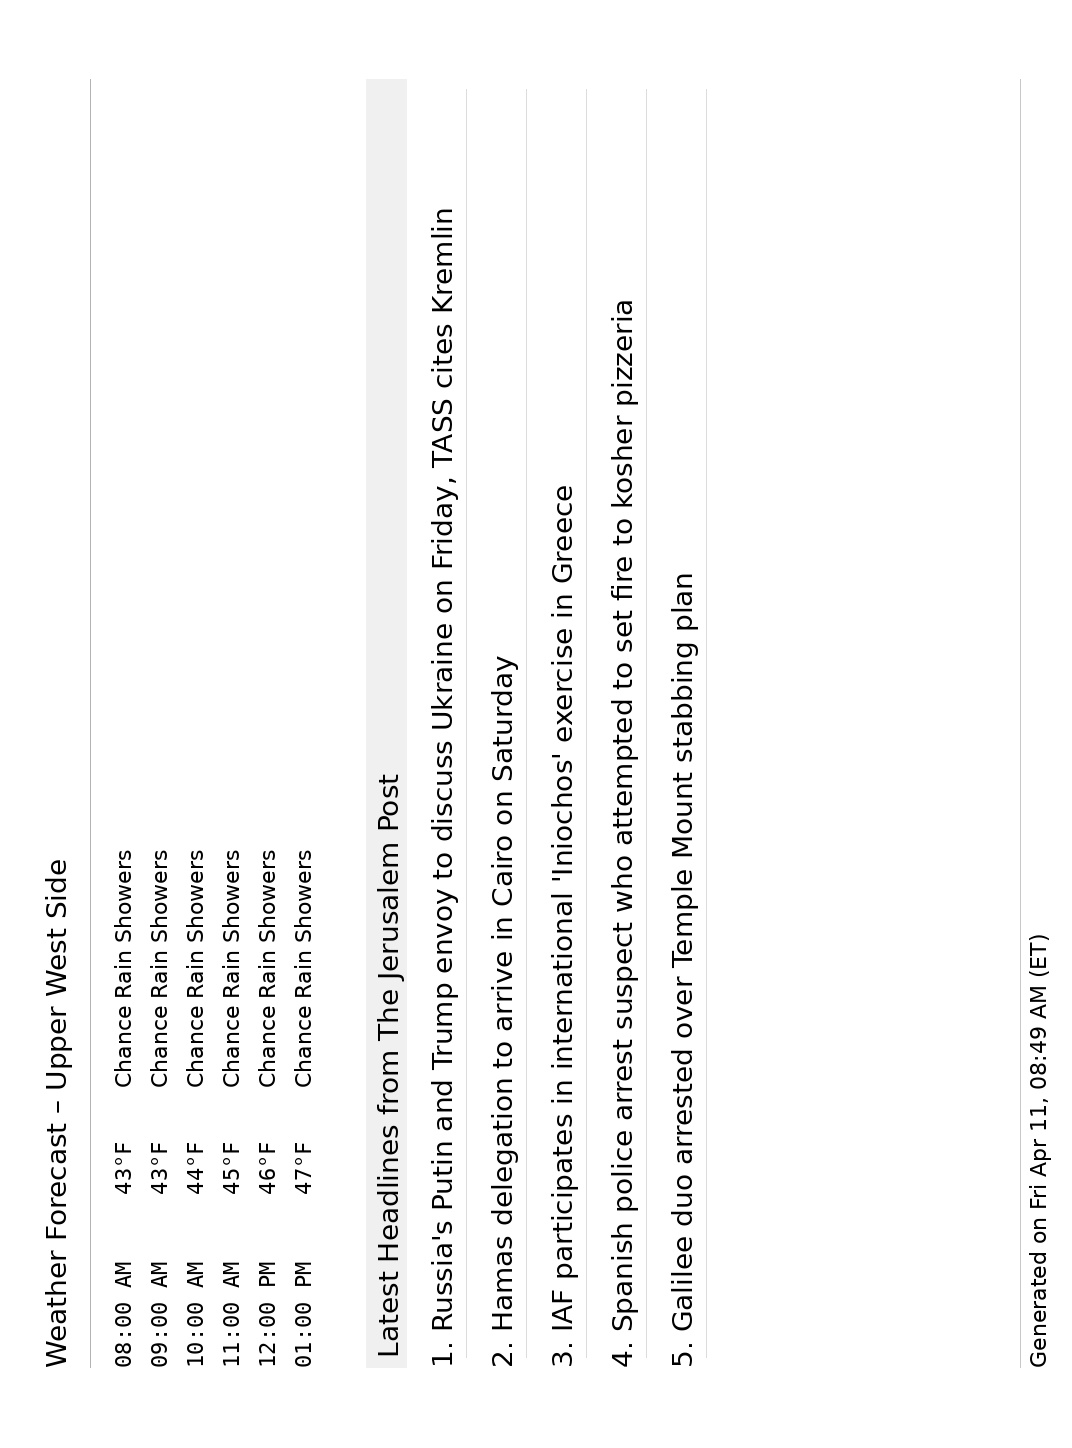 Weather Forecast – Upper West Side
08:00 AM 43°F Chance Rain Showers
09:00 AM 43°F Chance Rain Showers
10:00 AM 44°F Chance Rain Showers
11:00 AM 45°F Chance Rain Showers
12:00 PM 46°F Chance Rain Showers
01:00 PM 47°F Chance Rain Showers
Latest Headlines from The Jerusalem Post
1. Russia's Putin and Trump envoy to discuss Ukraine on Friday, TASS cites Kremlin
2. Hamas delegation to arrive in Cairo on Saturday
3. IAF participates in international 'Iniochos' exercise in Greece
4. Spanish police arrest suspect who attempted to set fire to kosher pizzeria
5. Galilee duo arrested over Temple Mount stabbing plan
Generated on Fri Apr 11, 08:49 AM (ET)